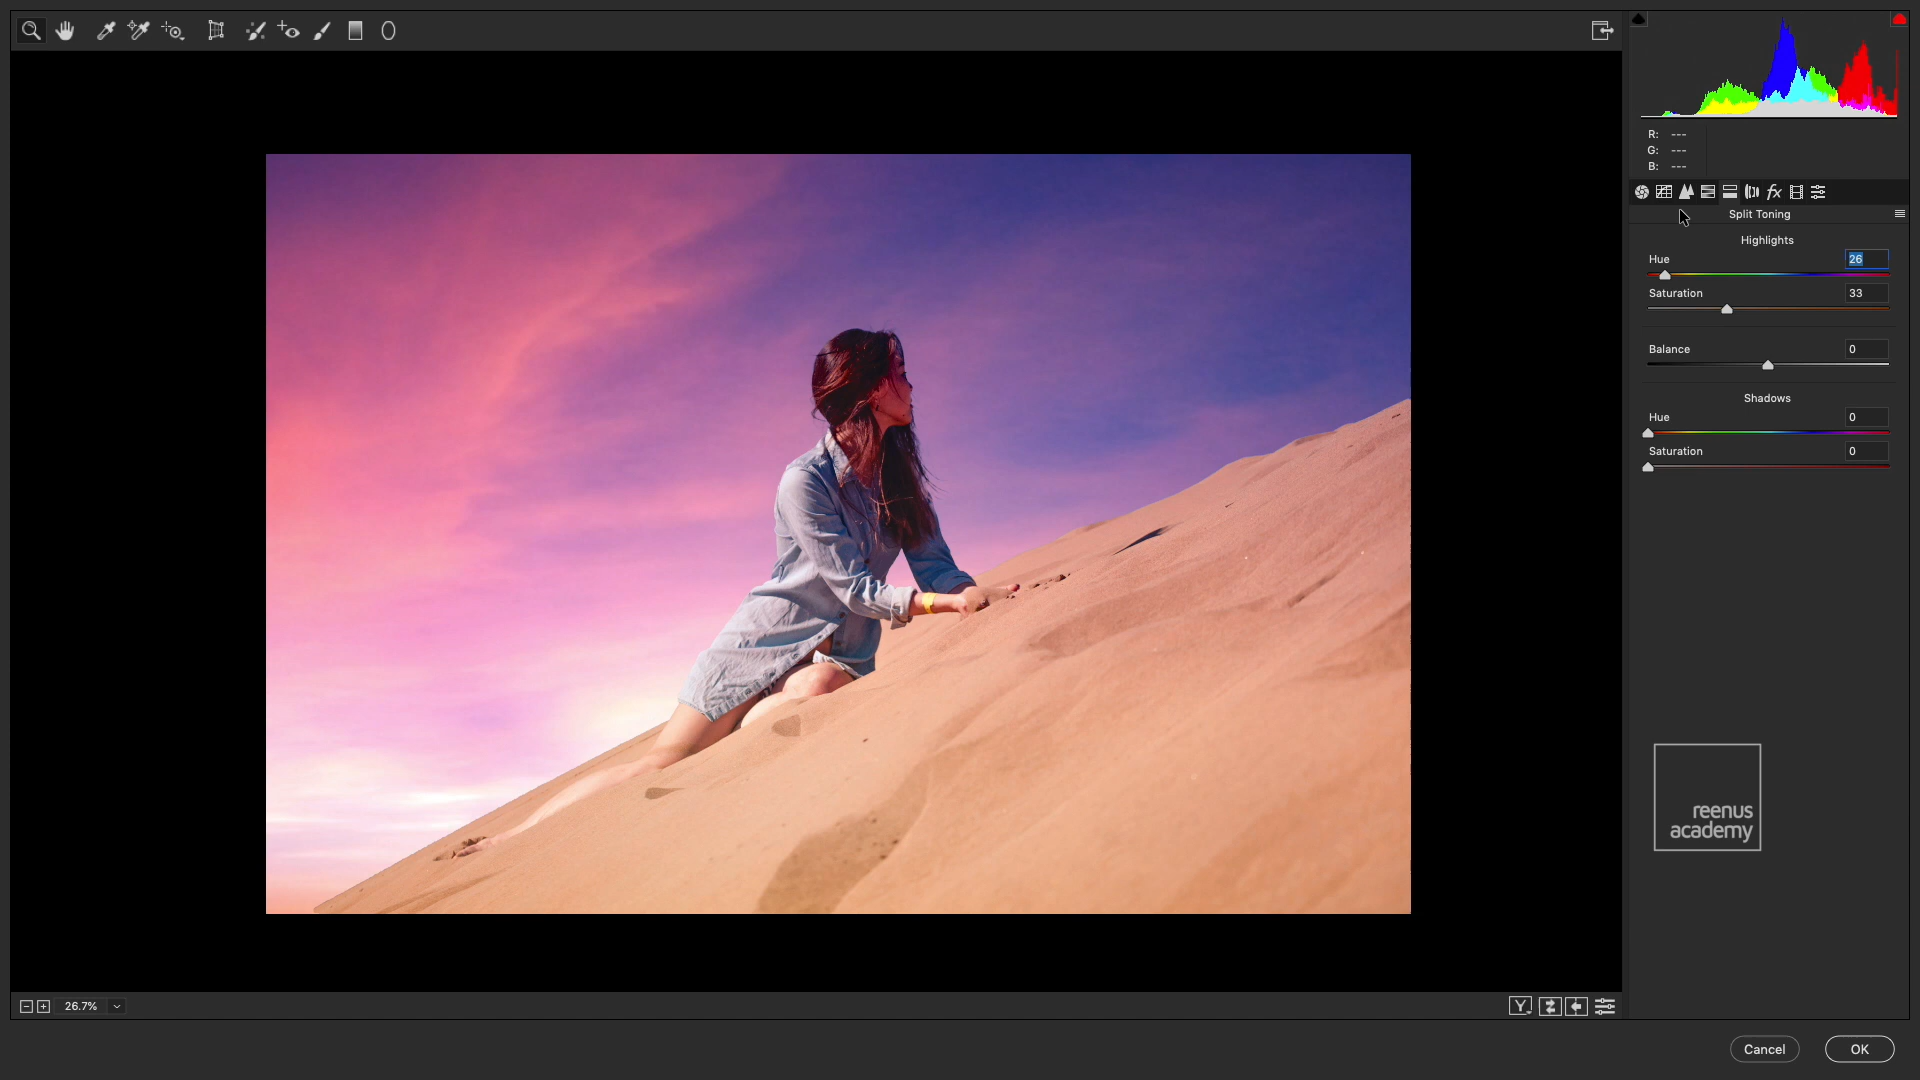 R: ---
G: ---
B: ---
fx
Split Toning
Highlights
Hue 26
Saturation 33
Balance 0
Shadows
Hue 0
Saturation 0
reenus
academy
26.7%
Y
Cancel OK